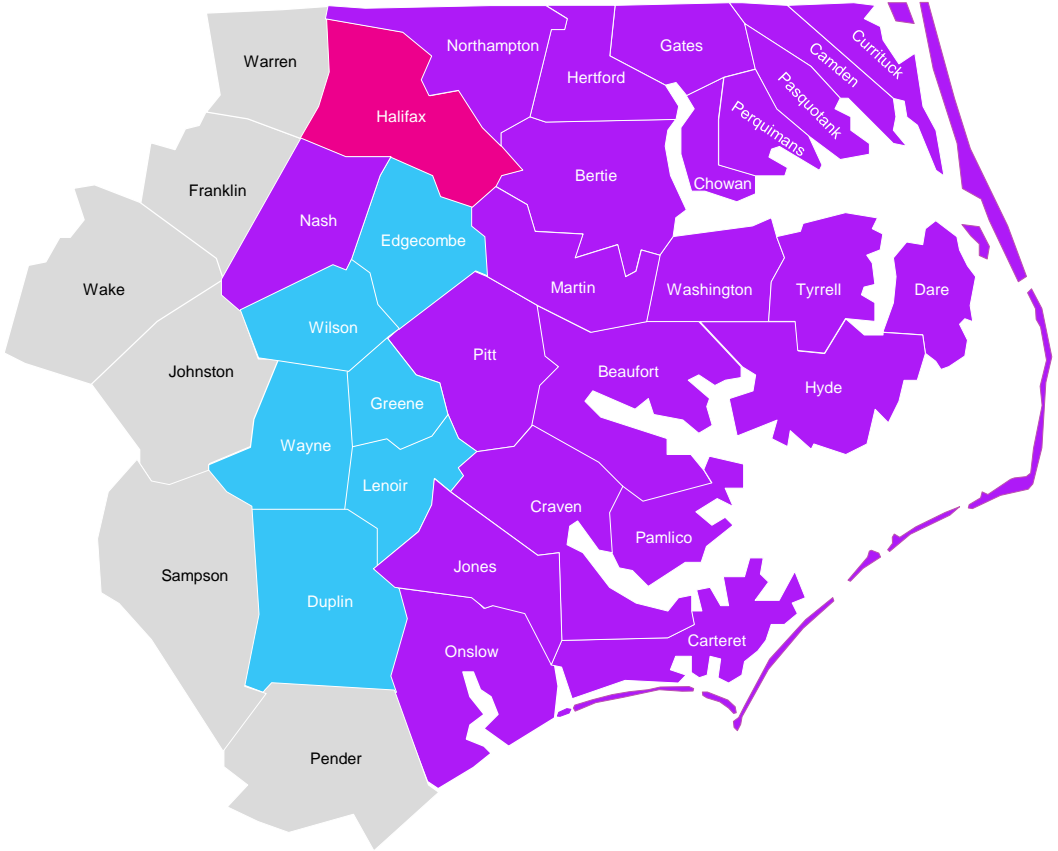 Northampton
Gates
Currituck
Camden
Warren
Hertford
Pasquotank
Halifax
Perquimans
Bertie
Chowan
Franklin
Nash
Edgecombe
Wake
Martin
Washington
Tyrrell
Dare
Wilson
Pitt
Johnston
Beaufort
Hyde
Greene
Wayne
Lenoir
Craven
Pamlico
Jones
Sampson
Duplin
Carteret
Onslow
Pender